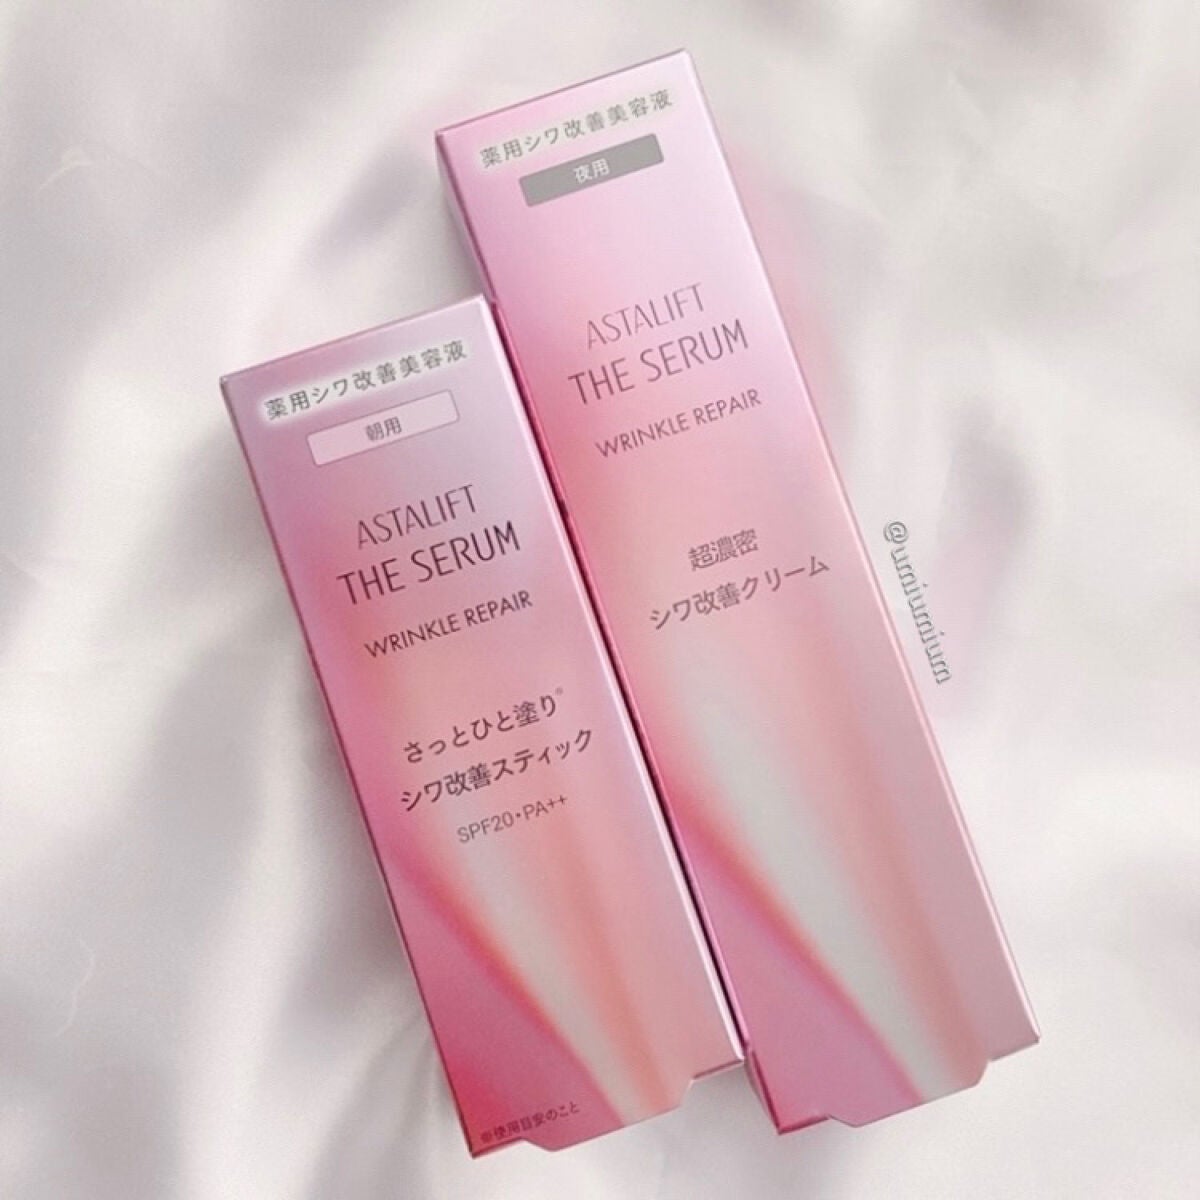 薬用シワ改善美容液
朝用
ASTALIFT
THE SERUM
WRINKLE REPAIR
さっとひと塗り※
シワ改善スティック
SPF20・PA++
※使用目安のこと
薬用シワ改善美容液
夜用
ASTALIFT
THE SERUM
WRINKLE REPAIR
超濃密
シワ改善クリーム
@umiumium